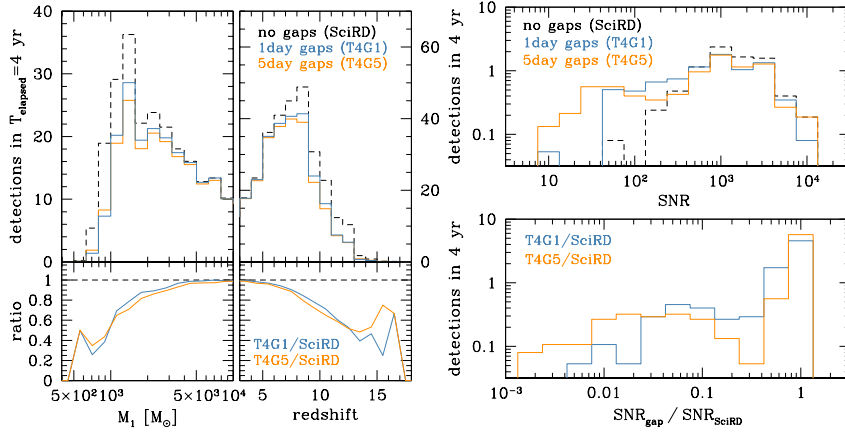 detections in T_elapsed=4 yr
40
30
20
10
0
no gaps (SciRD)
1day gaps (T4G1)
5day gaps (T4G5)
60
40
20
0
ratio
1
0.8
0.6
0.4
0.2
0
T4G1/SciRD
T4G5/SciRD
5×10²10³ 5×10³10⁴
5 10 15
M₁ [M⊙]
redshift
detections in 4 yr
10
1
0.1
no gaps (SciRD)
1day gaps (T4G1)
5day gaps (T4G5)
10 10² 10³ 10⁴
SNR
detections in 4 yr
10
1
0.1
T4G1/SciRD
T4G5/SciRD
10⁻³ 0.01 0.1 1
SNR_gap / SNR_SciRD